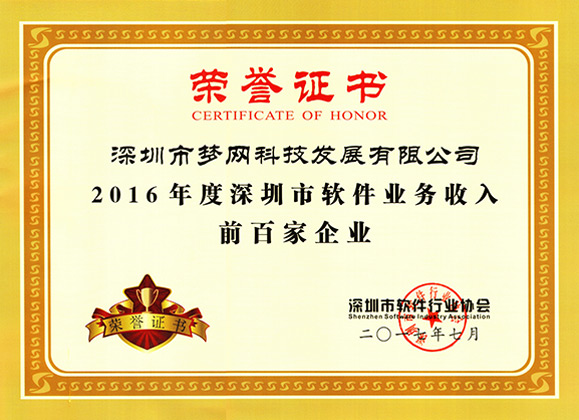 荣誉证书
CERTIFICATE OF HONOR
深圳市梦网科技发展有限公司
2016年度深圳市软件业务收入
前百家企业
荣誉证书
深圳市软件行业协会
Shenzhen Software Industry Association
二〇一七年七月